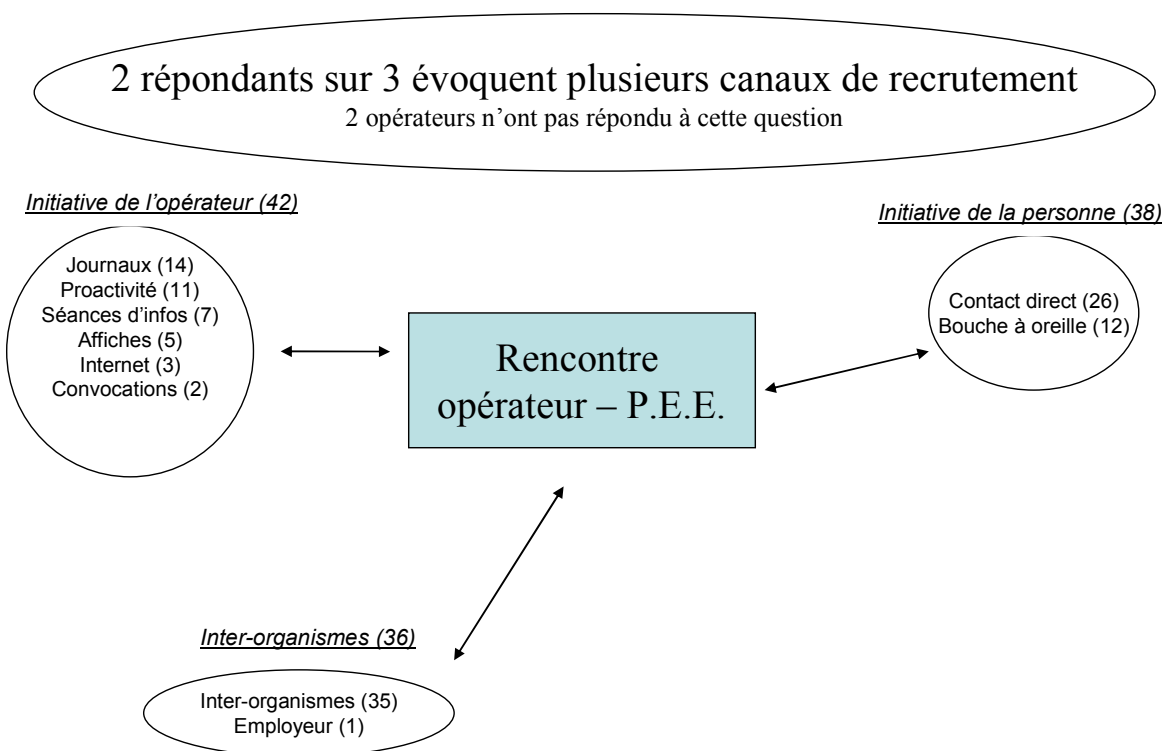 2 répondants sur 3 évoquent plusieurs canaux de recrutement
2 opérateurs n'ont pas répondu à cette question
Initiative de l'opérateur (42)
Journaux (14)
Proactivité (11)
Séances d'infos (7)
Affiches (5)
Internet (3)
Convocations (2)
Initiative de la personne (38)
Contact direct (26)
Bouche à oreille (12)
Rencontre
opérateur – P.E.E.
Inter-organismes (36)
Inter-organismes (35)
Employeur (1)